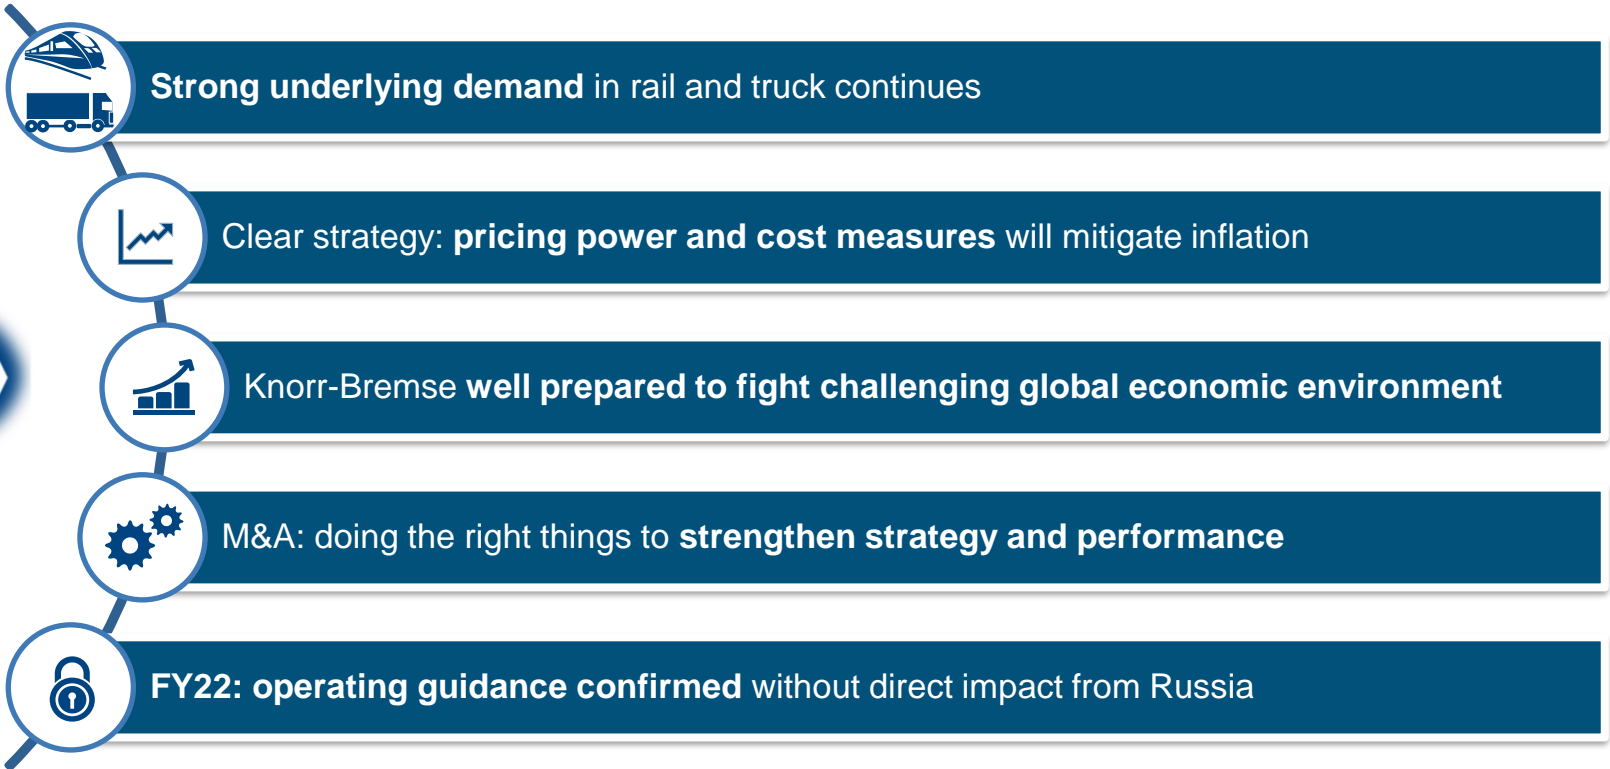 Strong underlying demand in rail and truck continues
Clear strategy: pricing power and cost measures will mitigate inflation
Knorr-Bremse well prepared to fight challenging global economic environment
M&A: doing the right things to strengthen strategy and performance
FY22: operating guidance confirmed without direct impact from Russia